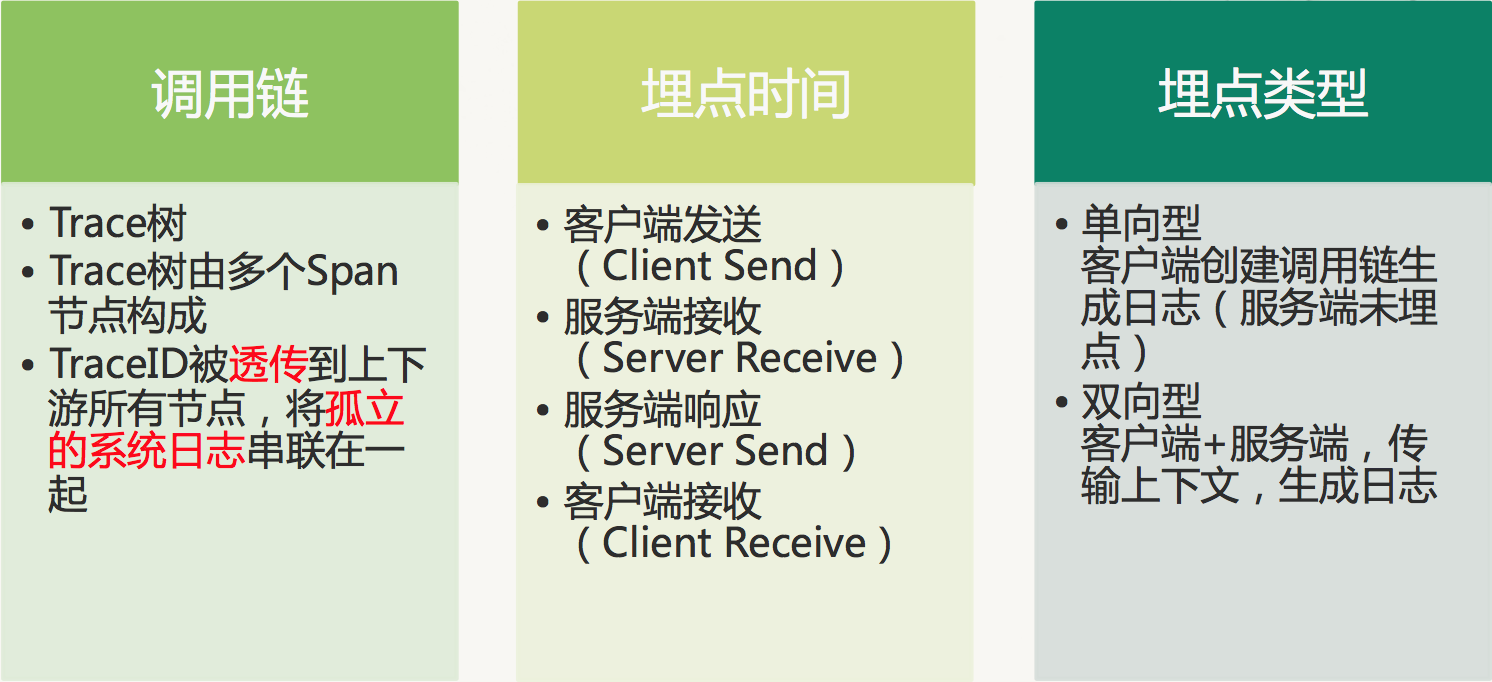 调用链
• Trace树
• Trace树由多个Span
节点构成
• TraceID被透传到上下
游所有节点，将孤立
的系统日志串联在一
起
埋点时间
• 客户端发送
（Client Send）
• 服务端接收
（Server Receive）
• 服务端响应
（Server Send）
• 客户端接收
（Client Receive）
埋点类型
• 单向型
客户端创建调用链生
成日志（服务端未埋
点）
• 双向型
客户端+服务端，传
输上下文，生成日志